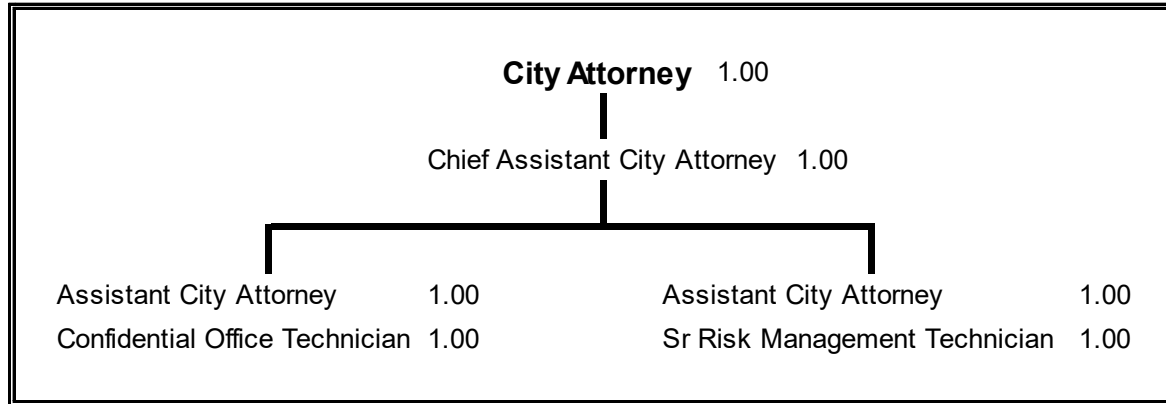 City Attorney 1.00
Chief Assistant City Attorney 1.00
Assistant City Attorney 1.00
Confidential Office Technician 1.00
Assistant City Attorney 1.00
Sr Risk Management Technician 1.00